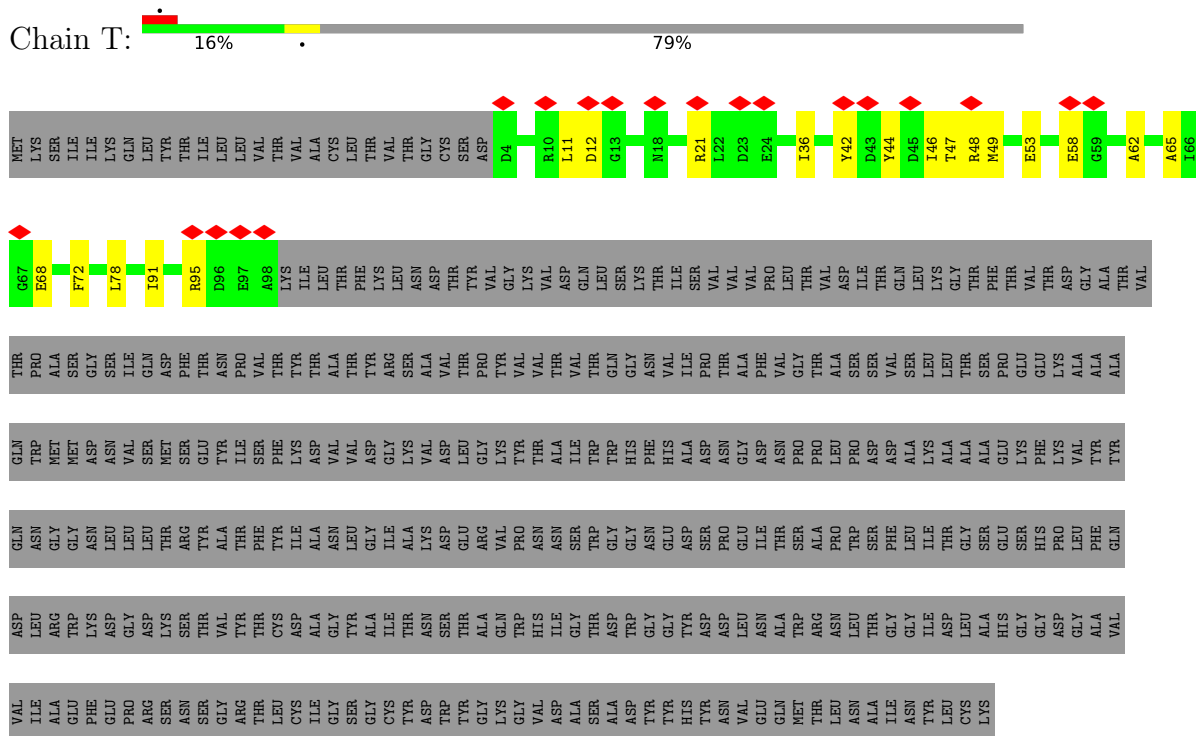 Chain T:
16%
•
•
79%
MET LYS SER ILE ILE LYS GLN LEU TYR THR ILE LEU LEU VAL THR VAL ALA CYS LEU THR VAL THR GLY CYS SER ASP D4 R10 L11 D12 G13 N18 R21 L22 D23 E24 I36 Y42 D43 Y44 D45 I46 T47 R48 M49 E53 E58 G59 A62 A65 I66
G67 E68 F72 L78 I91 R95 D96 E97 A98 LYS ILE LEU THR PHE LYS LEU ASN ASP THR TYR VAL GLY LYS VAL ASP GLN LEU SER LYS THR ILE SER VAL VAL VAL PRO LEU THR VAL ASP ILE THR GLN LEU LYS GLY THR PHE THR VAL THR ASP GLY ALA THR VAL
THR PRO ALA SER GLY SER ILE GLN ASP PHE THR ASN PRO VAL THR TYR THR ALA THR TYR ARG SER ALA VAL THR PRO TYR VAL VAL THR VAL THR GLN GLY ASN VAL ILE PRO THR ALA PHE VAL GLY THR ALA SER SER VAL SER LEU LEU THR SER PRO GLU GLU LYS ALA ALA ALA
GLN TRP MET MET ASP ASN VAL SER MET SER GLU TYR ILE SER PHE LYS ASP VAL VAL ASP GLY LYS VAL ASP LEU GLY LYS TYR THR ALA ILE TRP TRP HIS PHE HIS ALA ASP ASN GLY ASP ASN PRO PRO LEU PRO ASP ASP ALA LYS ALA ALA ALA GLU LYS PHE LYS VAL TYR TYR
GLN ASN GLY GLY ASN LEU LEU LEU THR ARG TYR ALA THR PHE TYR ILE ALA ASN LEU GLY ILE ALA LYS ASP GLU ARG VAL PRO ASN ASN SER TRP GLY GLY ASN GLU ASP SER PRO GLU ILE THR SER ALA PRO TRP SER PHE LEU ILE THR GLY SER GLU SER HIS PRO LEU PHE GLN
ASP LEU ARG TRP LYS ASP GLY ASP LYS SER THR VAL TYR THR CYS ASP ALA GLY TYR ALA ILE THR ASN SER THR ALA GLN TRP HIS ILE GLY THR ASP TRP GLY GLY TYR ASP ASP LEU ASN ALA TRP ARG ASN LEU THR GLY GLY ILE ASP LEU ALA HIS GLY GLY ASP GLY ALA VAL
VAL ILE ALA GLU PHE GLU PRO ARG SER ASN SER GLY ARG THR LEU CYS ILE GLY SER GLY CYS TYR ASP TRP TYR GLY LYS GLY VAL ASP ALA SER ALA ASP TYR TYR HIS TYR ASN VAL GLU GLN MET THR LEU ASN ALA ILE ASN TYR LEU CYS LYS